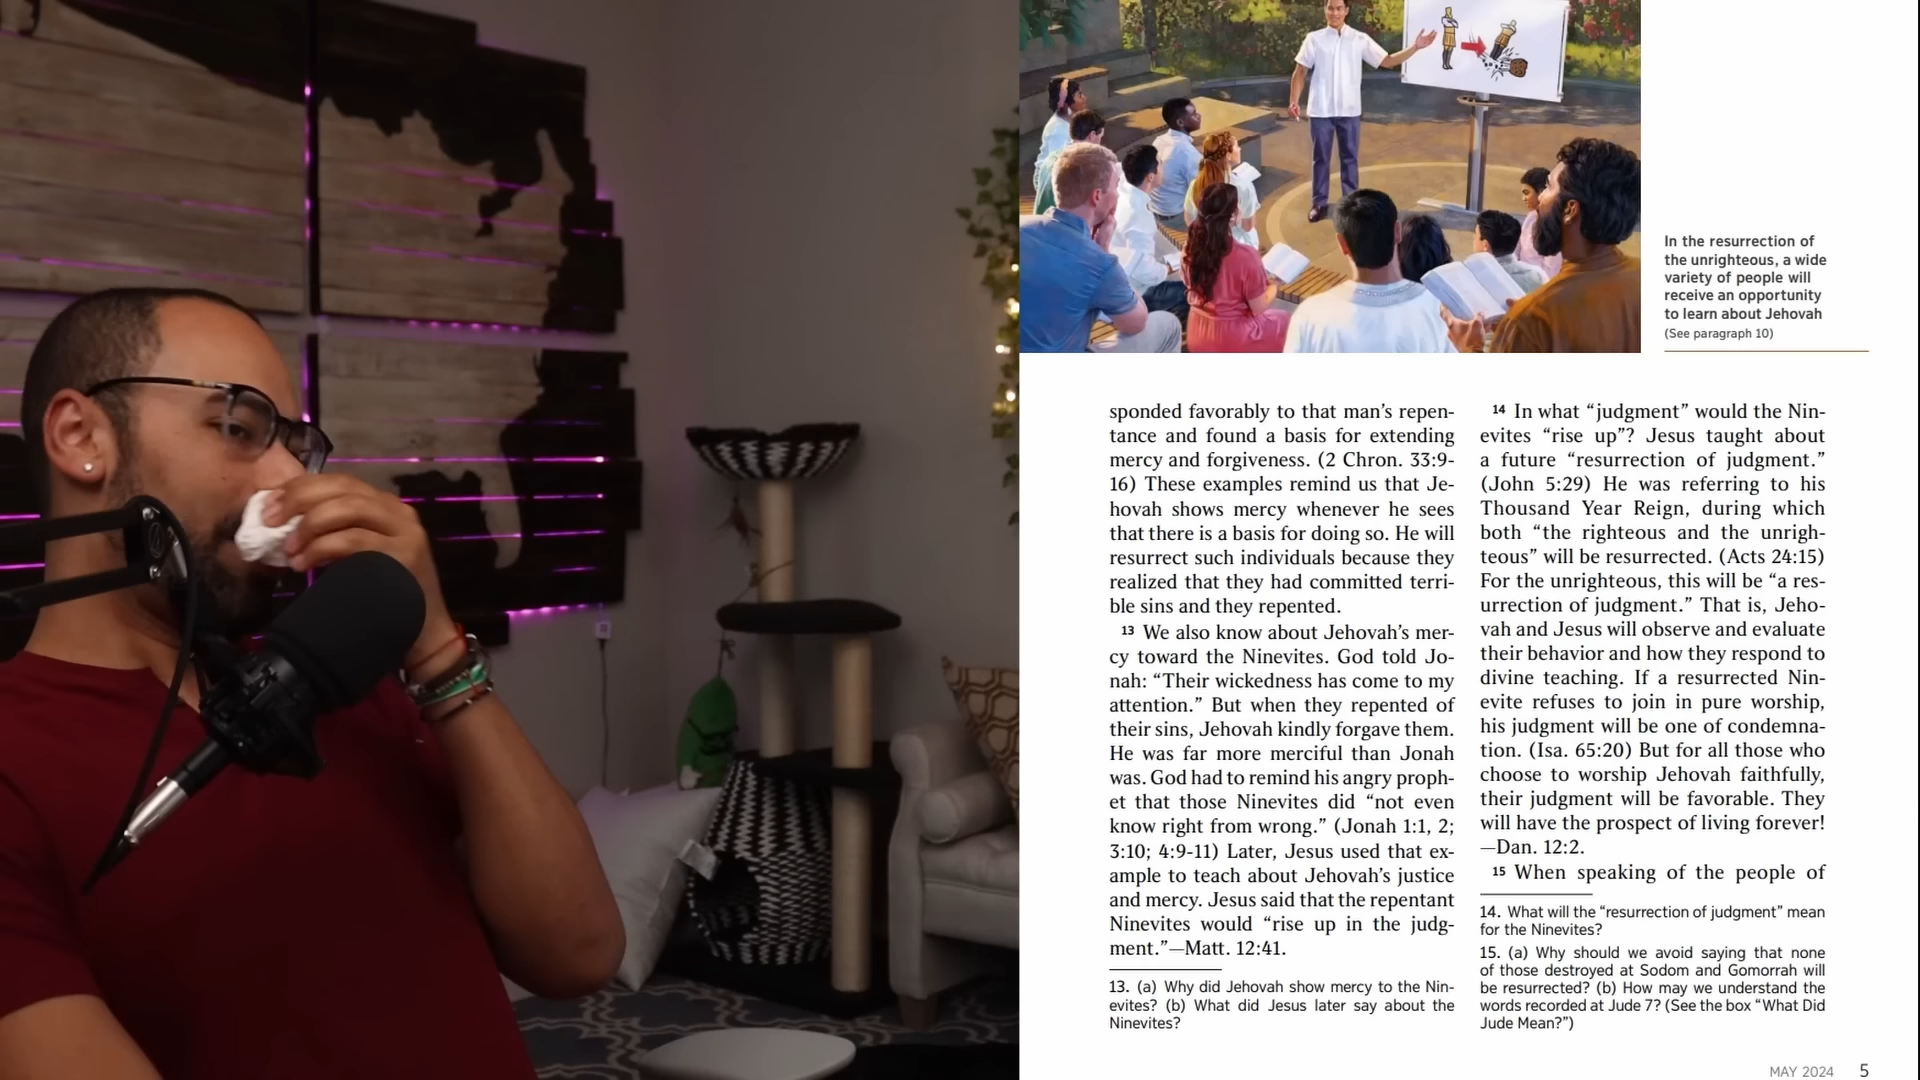 In the resurrection of
the unrighteous, a wide
variety of people will
receive an opportunity
to learn about Jehovah
(See paragraph 10)
sponded favorably to that man’s repen-
tance and found a basis for extending
mercy and forgiveness. (2 Chron. 33:9-
16) These examples remind us that Je-
hovah shows mercy whenever he sees
that there is a basis for doing so. He will
resurrect such individuals because they
realized that they had committed terri-
ble sins and they repented.
13 We also know about Jehovah’s mer-
cy toward the Ninevites. God told Jo-
nah: “Their wickedness has come to my
attention.” But when they repented of
their sins, Jehovah kindly forgave them.
He was far more merciful than Jonah
was. God had to remind his angry proph-
et that those Ninevites did “not even
know right from wrong.” (Jonah 1:1, 2;
3:10; 4:9-11) Later, Jesus used that ex-
ample to teach about Jehovah’s justice
and mercy. Jesus said that the repentant
Ninevites would “rise up in the judg-
ment.”—Matt. 12:41.
13. (a) Why did Jehovah show mercy to the Nin-
evites? (b) What did Jesus later say about the
Ninevites?
14 In what “judgment” would the Nin-
evites “rise up”? Jesus taught about
a future “resurrection of judgment.”
(John 5:29) He was referring to his
Thousand Year Reign, during which
both “the righteous and the unrigh-
teous” will be resurrected. (Acts 24:15)
For the unrighteous, this will be “a res-
urrection of judgment.” That is, Jeho-
vah and Jesus will observe and evaluate
their behavior and how they respond to
divine teaching. If a resurrected Nin-
evite refuses to join in pure worship,
his judgment will be one of condemna-
tion. (Isa. 65:20) But for all those who
choose to worship Jehovah faithfully,
their judgment will be favorable. They
will have the prospect of living forever!
—Dan. 12:2.
15 When speaking of the people of
14. What will the “resurrection of judgment” mean
for the Ninevites?
15. (a) Why should we avoid saying that none
of those destroyed at Sodom and Gomorrah will
be resurrected? (b) How may we understand the
words recorded at Jude 7? (See the box “What Did
Jude Mean?”)
MAY 2024 5